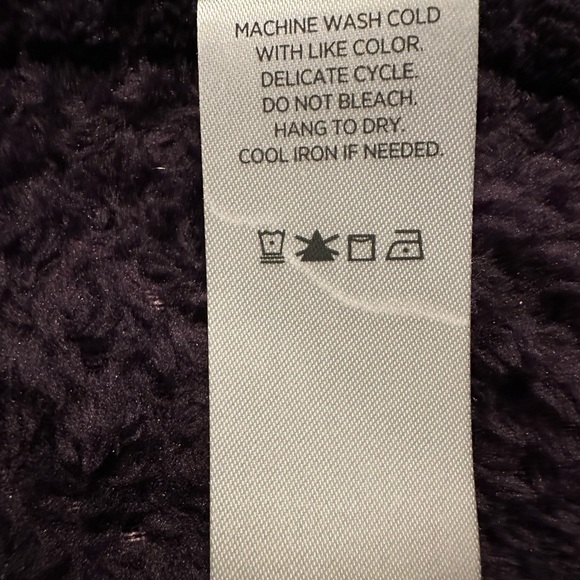 MACHINE WASH COLD
WITH LIKE COLOR.
DELICATE CYCLE.
DO NOT BLEACH.
HANG TO DRY.
COOL IRON IF NEEDED.